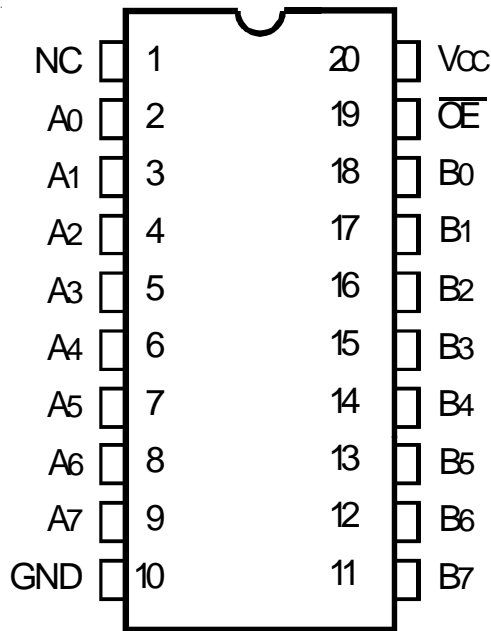 NC 1 20 Vcc
A0 2 19 O̅E̅
A1 3 18 B0
A2 4 17 B1
A3 5 16 B2
A4 6 15 B3
A5 7 14 B4
A6 8 13 B5
A7 9 12 B6
GND 10 11 B7